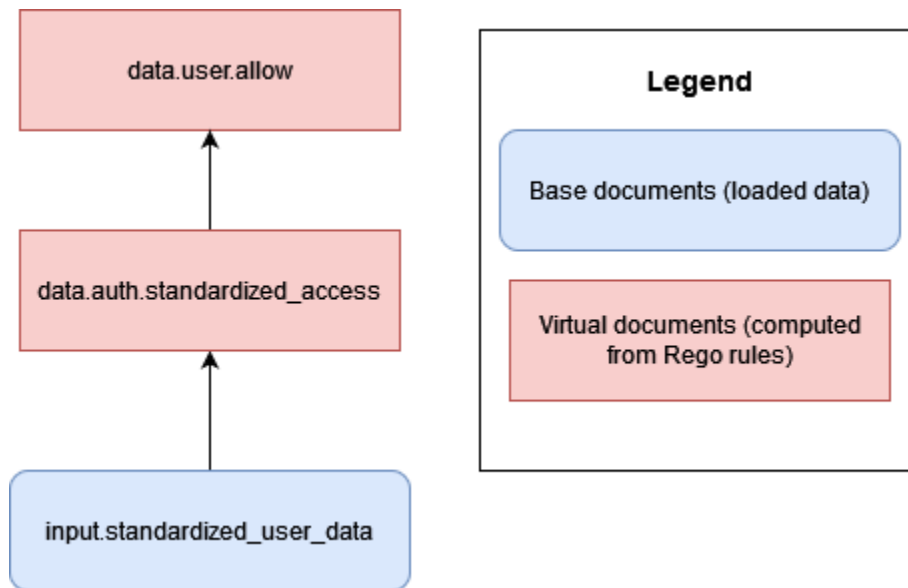 data.user.allow
data.auth.standardized_access
input.standardized_user_data
Legend
Base documents (loaded data)
Virtual documents (computed
from Rego rules)